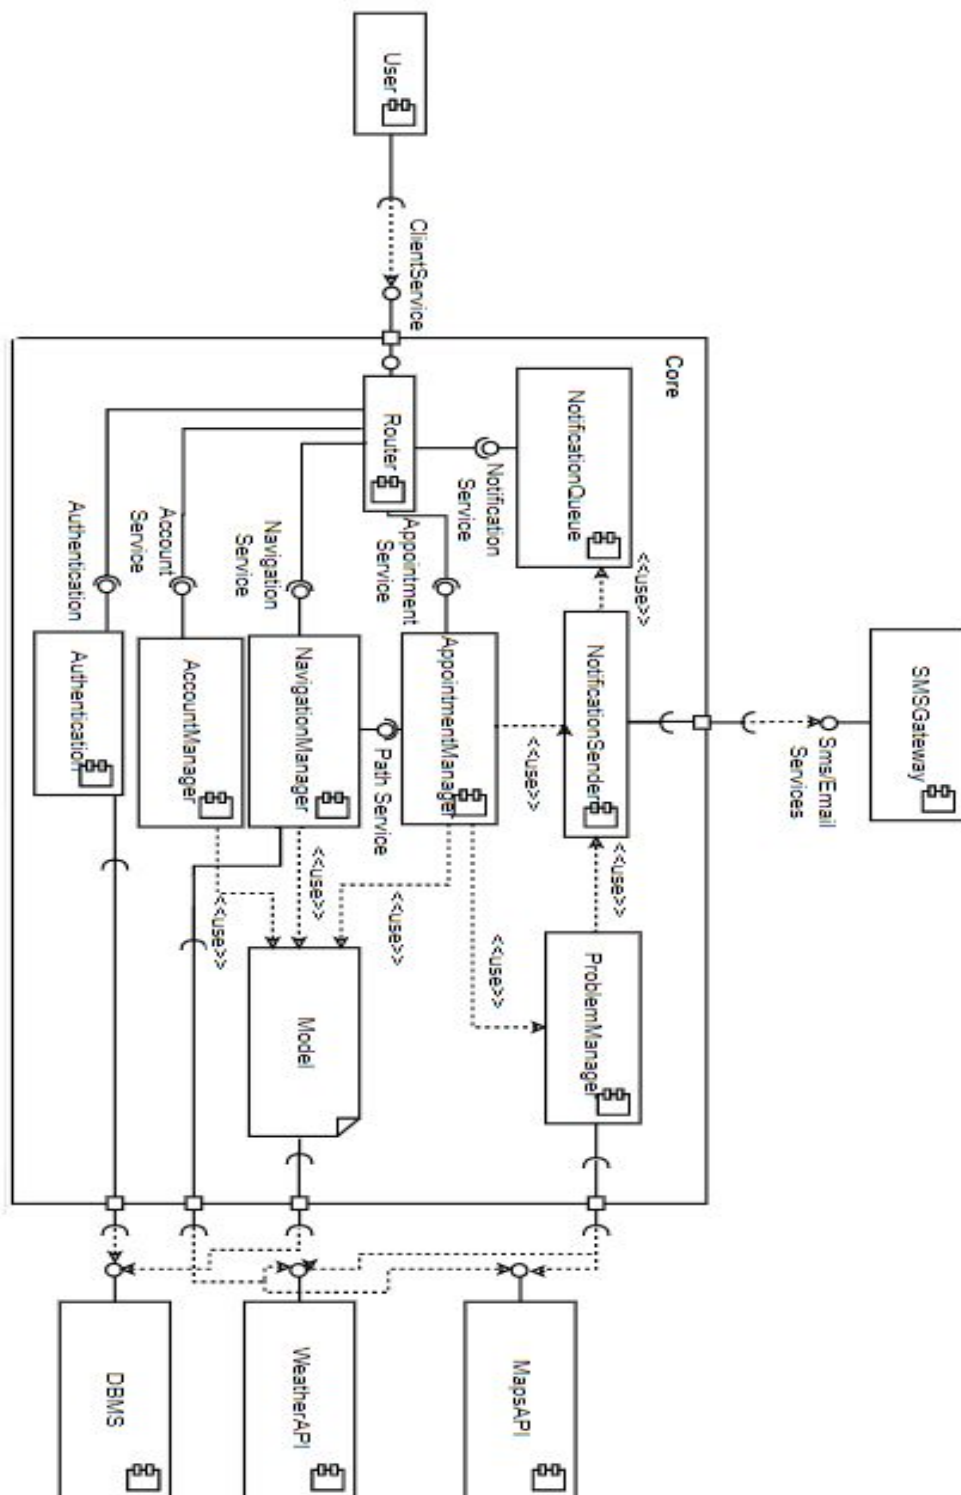 User
ClientService
Core
Router
NotificationQueue
Notification
Service
Appointment
Service
Navigation
Service
Account
Service
Authentication
<<use>>
SMSGateway
Sms/Email
Services
NotificationSender
<<use>>
AppointmentManager
Path Service
NavigationManager
AccountManager
Authentication
<<use>>
<<use>>
<<use>>
<<use>>
<<use>>
ProblemManager
Model
MapsAPI
WeatherAPI
DBMS